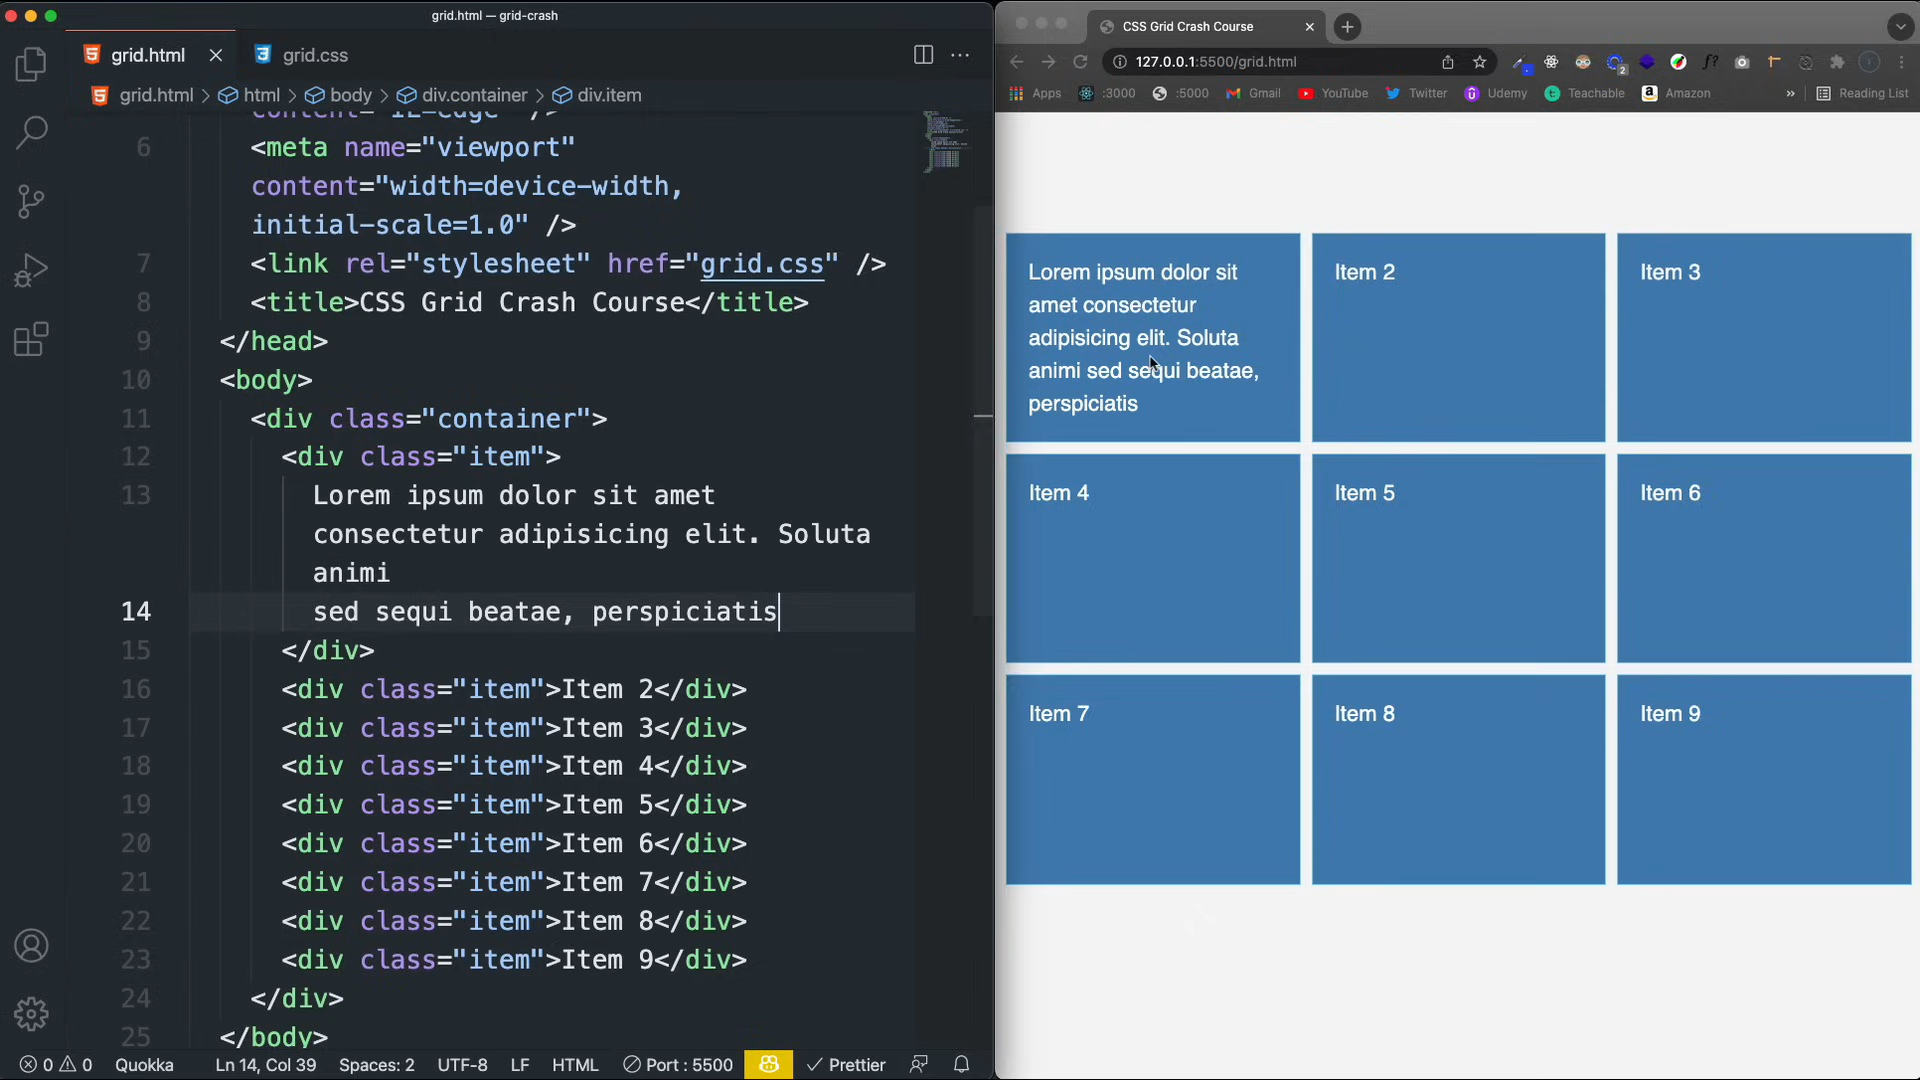 grid.html — grid-crash
grid.html
grid.css
grid.html > html > body > div.container > div.item
content="IE=edge" />
6 <meta name="viewport"
content="width=device-width,
initial-scale=1.0" />
7 <link rel="stylesheet" href="grid.css" />
8 <title>CSS Grid Crash Course</title>
9 </head>
10 <body>
11 <div class="container">
12 <div class="item">
13 Lorem ipsum dolor sit amet
consectetur adipisicing elit. Soluta
animi
14 sed sequi beatae, perspiciatis
15 </div>
16 <div class="item">Item 2</div>
17 <div class="item">Item 3</div>
18 <div class="item">Item 4</div>
19 <div class="item">Item 5</div>
20 <div class="item">Item 6</div>
21 <div class="item">Item 7</div>
22 <div class="item">Item 8</div>
23 <div class="item">Item 9</div>
24 </div>
25 </body>
0 0 Quokka Ln 14, Col 39 Spaces: 2 UTF-8 LF HTML Port : 5500 Prettier
CSS Grid Crash Course
127.0.0.1:5500/grid.html
f?
2
Apps :3000 :5000 Gmail YouTube Twitter Udemy Teachable Amazon » Reading List
Lorem ipsum dolor sit
amet consectetur
adipisicing elit. Soluta
animi sed sequi beatae,
perspiciatis
Item 2
Item 3
Item 4
Item 5
Item 6
Item 7
Item 8
Item 9